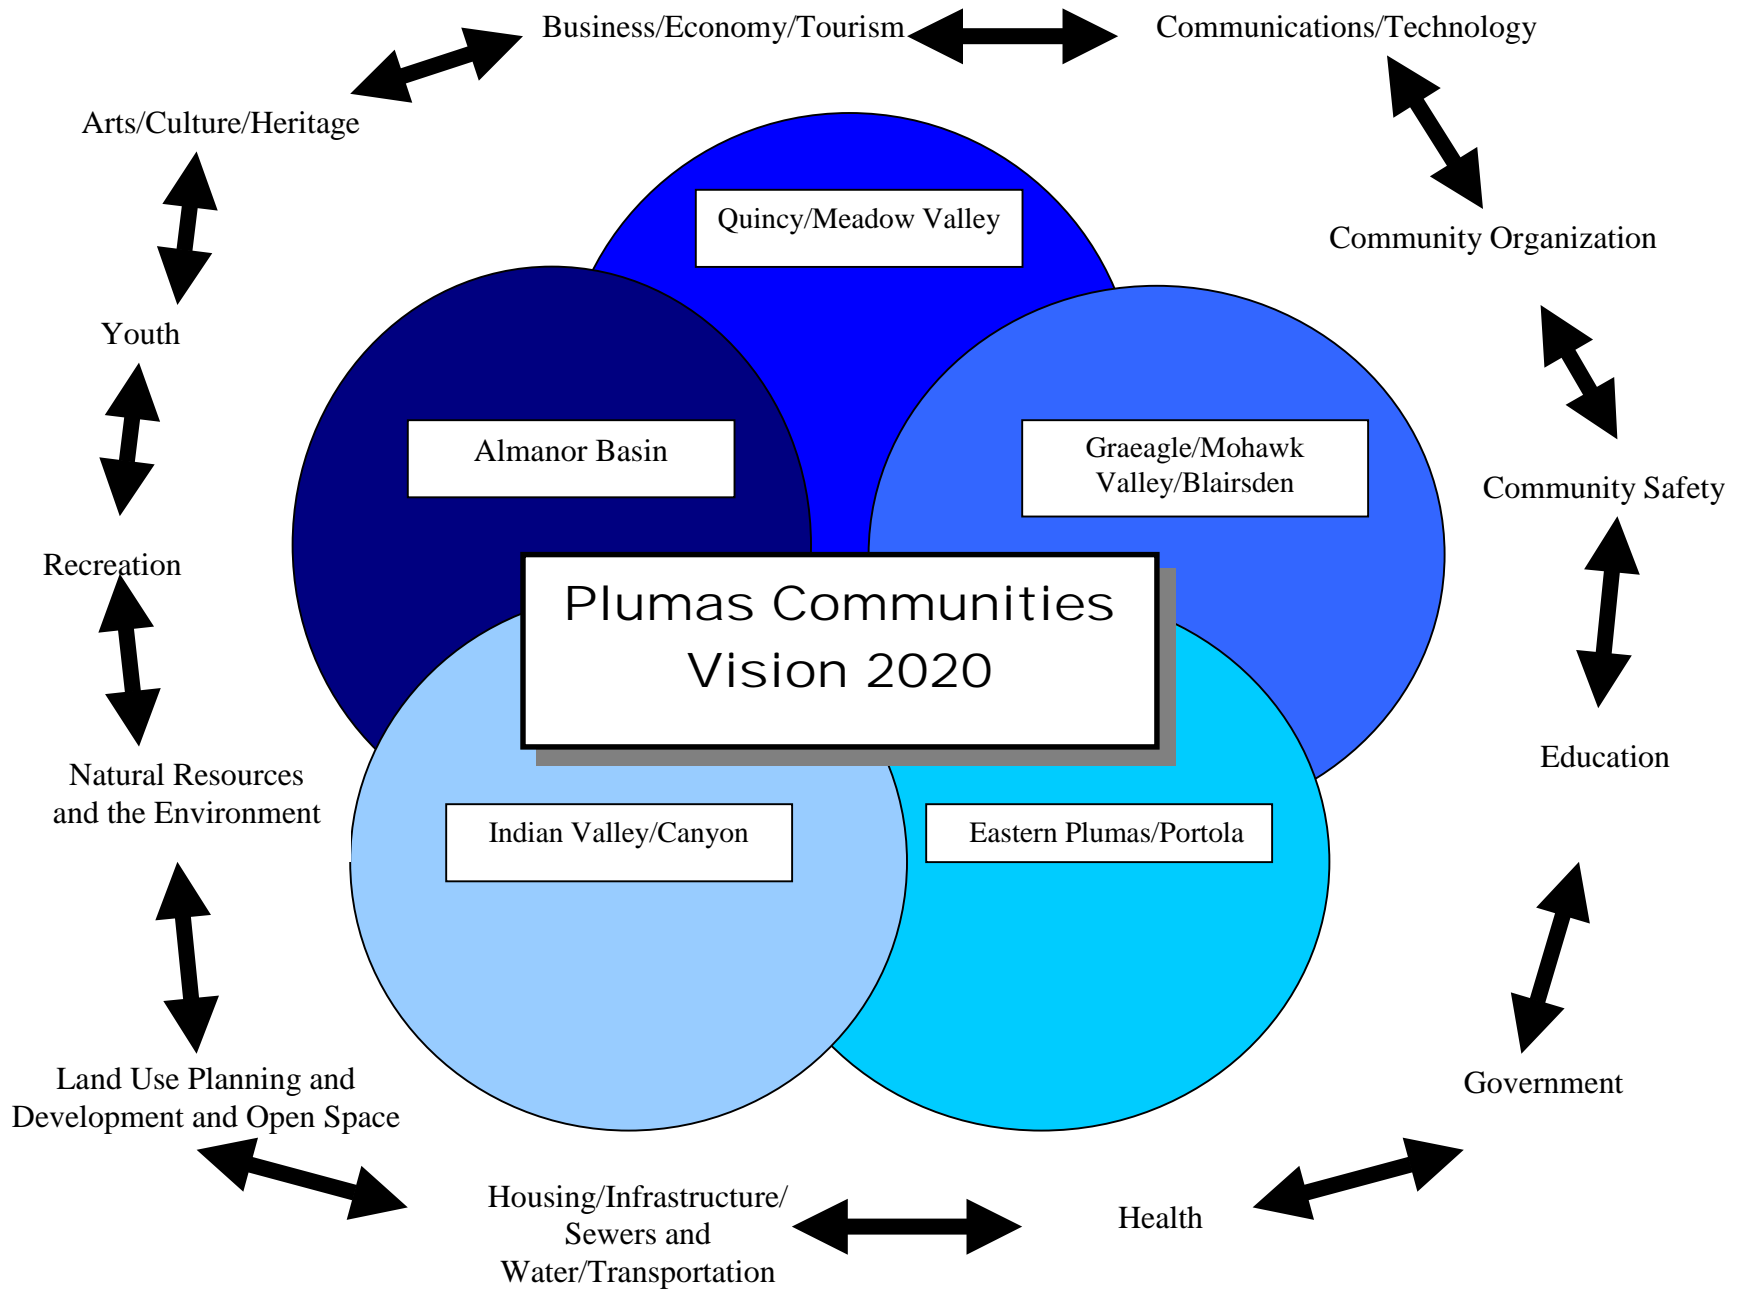 Business/Economy/Tourism
Communications/Technology
Arts/Culture/Heritage
Quincy/Meadow Valley
Community Organization
Youth
Almanor Basin
Graeagle/Mohawk
Valley/Blairsden
Community Safety
Recreation
Plumas Communities
Vision 2020
Education
Natural Resources
and the Environment
Indian Valley/Canyon
Eastern Plumas/Portola
Land Use Planning and
Development and Open Space
Government
Housing/Infrastructure/
Sewers and
Water/Transportation
Health